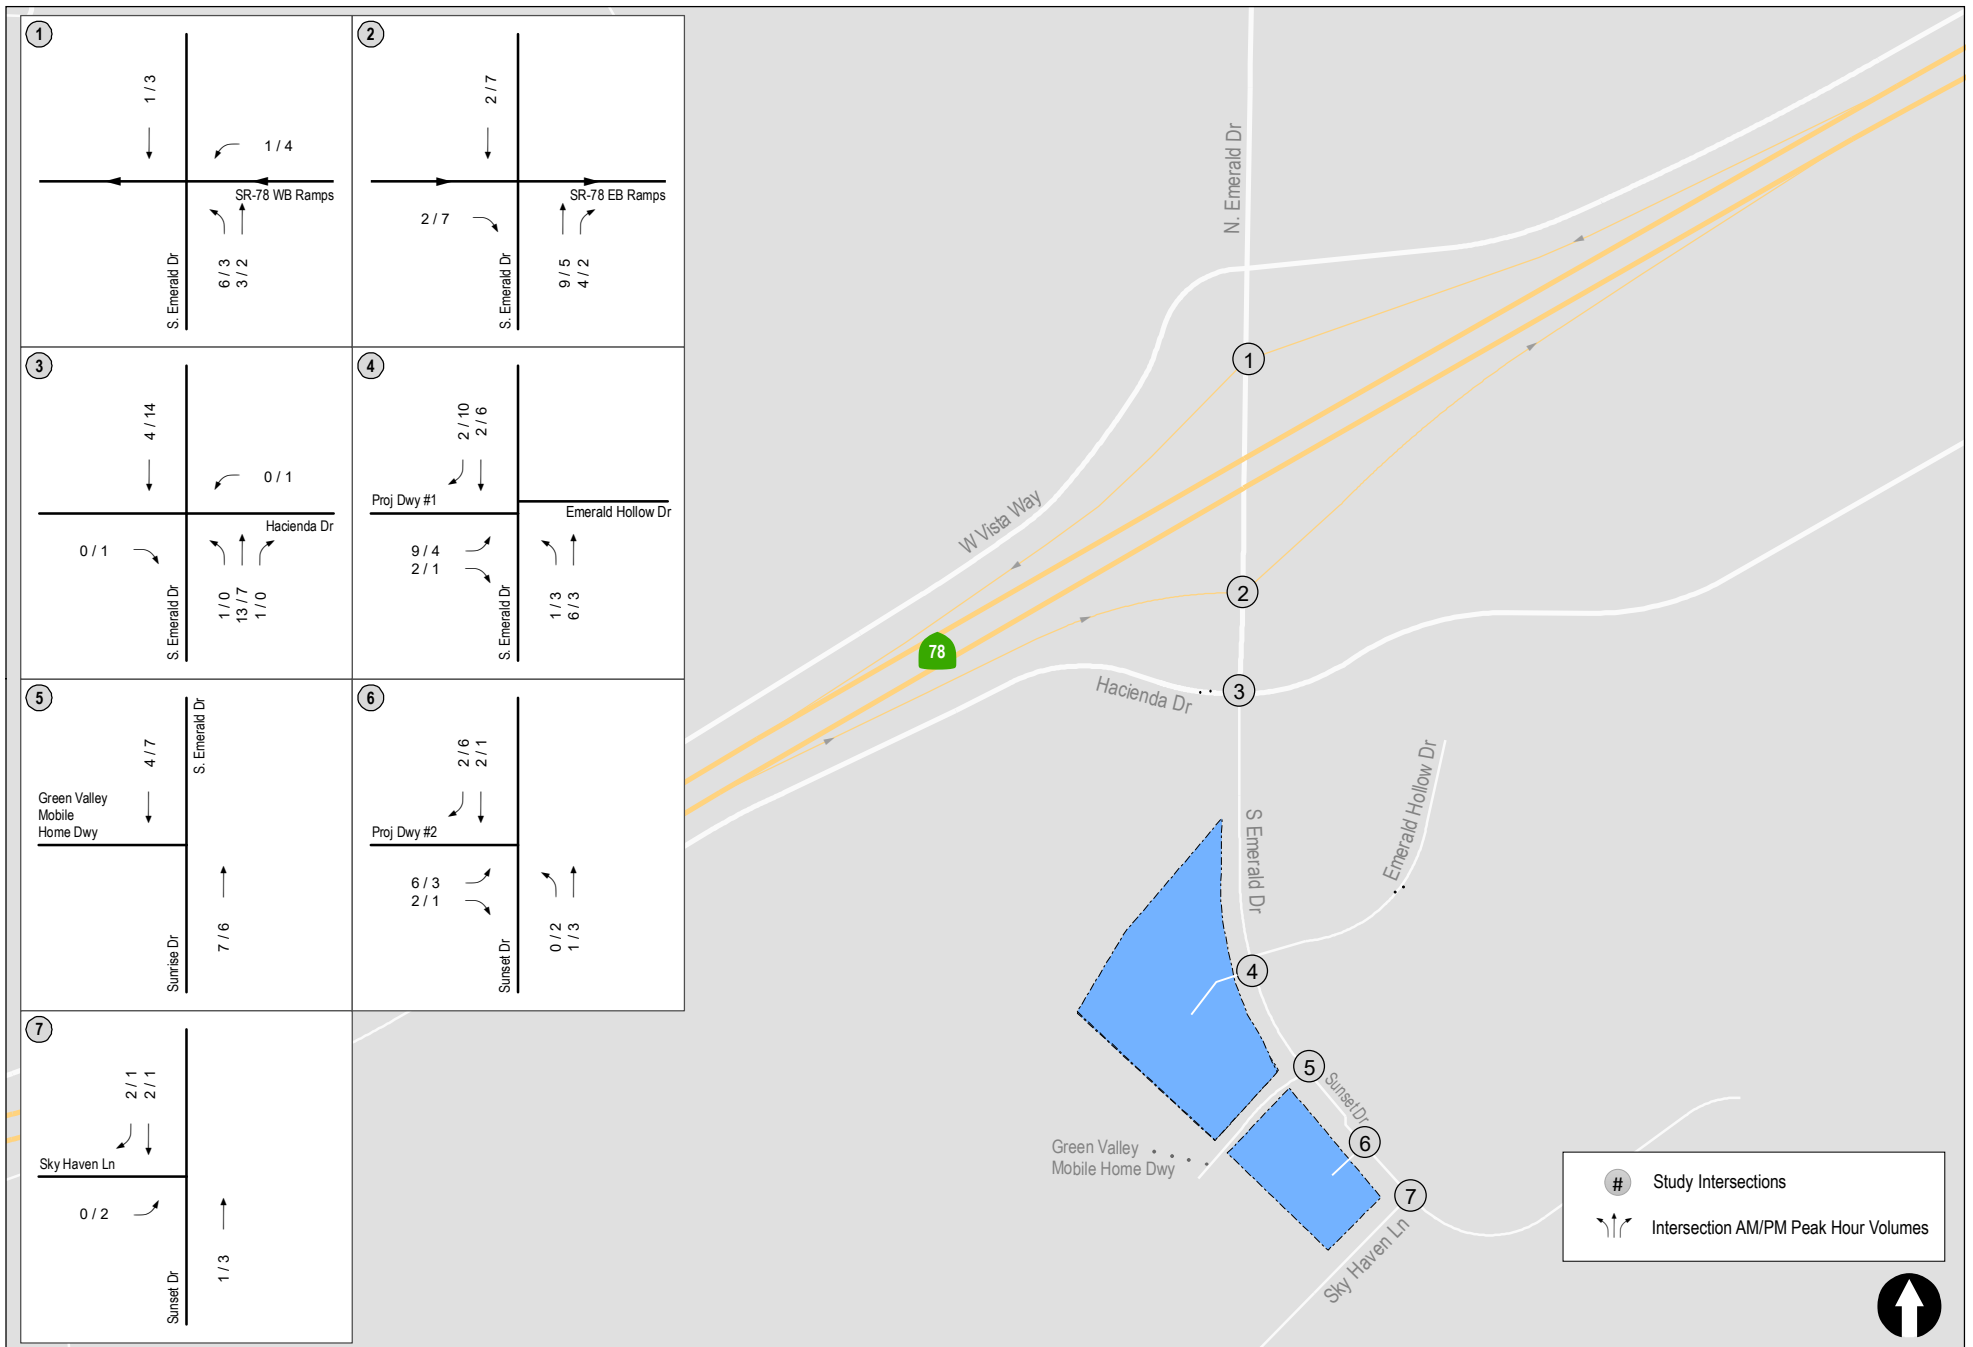 1
1 / 3
1 / 4
SR-78 WB Ramps
6 / 3
3 / 2
S. Emerald Dr
2
2 / 7
SR-78 EB Ramps
2 / 7
9 / 5
4 / 2
S. Emerald Dr
3
4 / 14
0 / 1
Hacienda Dr
0 / 1
1 / 0
13 / 7
1 / 0
S. Emerald Dr
4
2 / 10
2 / 6
Proj Dwy #1
Emerald Hollow Dr
9 / 4
2 / 1
1 / 3
6 / 3
S. Emerald Dr
5
S. Emerald Dr
4 / 7
Green Valley
Mobile
Home Dwy
7 / 6
Sunrise Dr
6
2 / 6
2 / 1
Proj Dwy #2
6 / 3
2 / 1
0 / 2
1 / 3
Sunset Dr
7
2 / 1
2 / 1
Sky Haven Ln
0 / 2
1 / 3
Sunset Dr
N. Emerald Dr
1
W Vista Way
2
78
Hacienda Dr
3
S Emerald Dr
Emerald Hollow Dr
4
5
Sunset Dr
6
Green Valley
Mobile Home Dwy
7
Sky Haven Ln
# Study Intersections
Intersection AM/PM Peak Hour Volumes